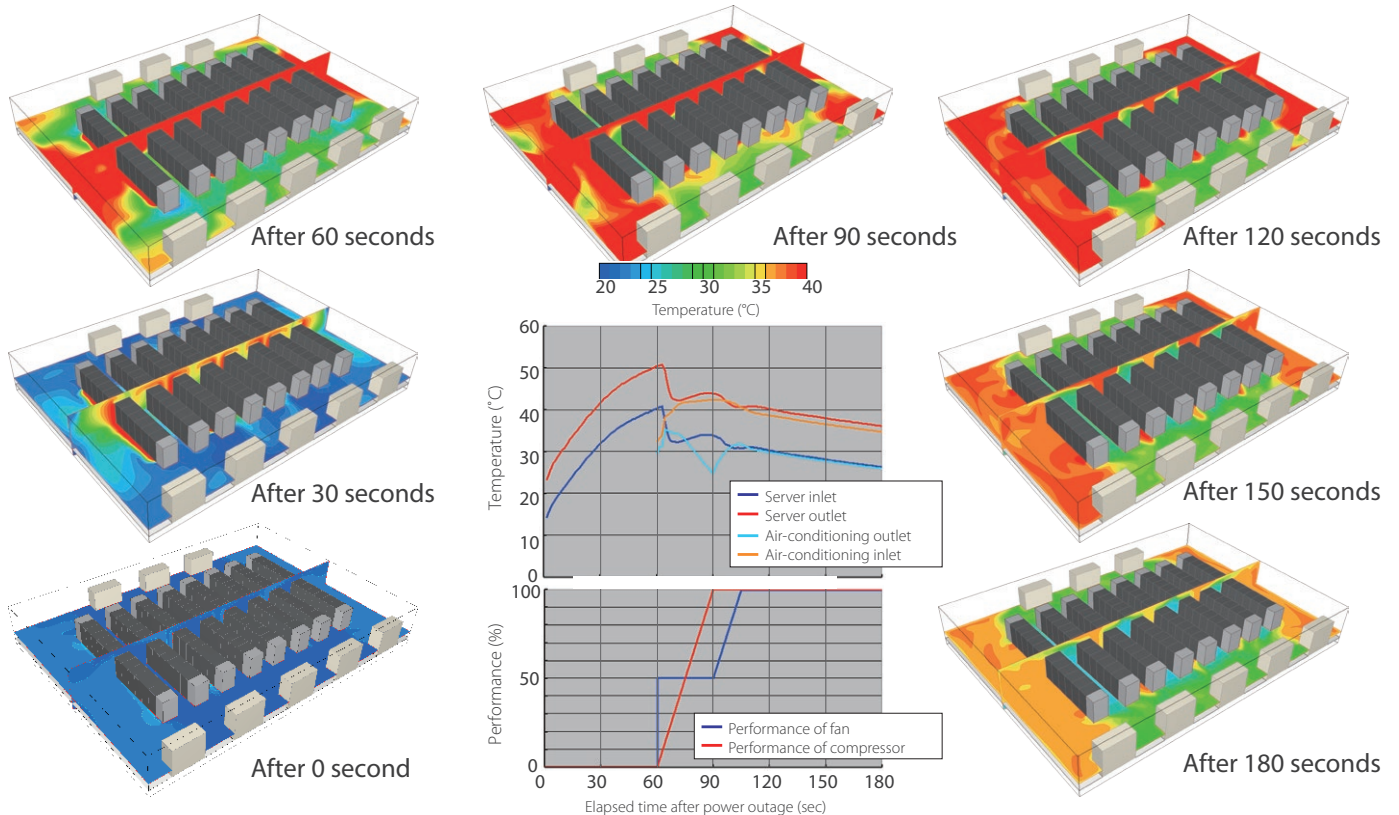 After 60 seconds
After 90 seconds
After 120 seconds
20 25 30 35 40
Temperature (°C)
After 30 seconds
60
50
40
30
20
10
0
Temperature (°C)
Server inlet
Server outlet
Air-conditioning outlet
Air-conditioning inlet
After 150 seconds
After 0 second
100
50
0
Performance (%)
Performance of fan
Performance of compressor
0 30 60 90 120 150 180
Elapsed time after power outage (sec)
After 180 seconds